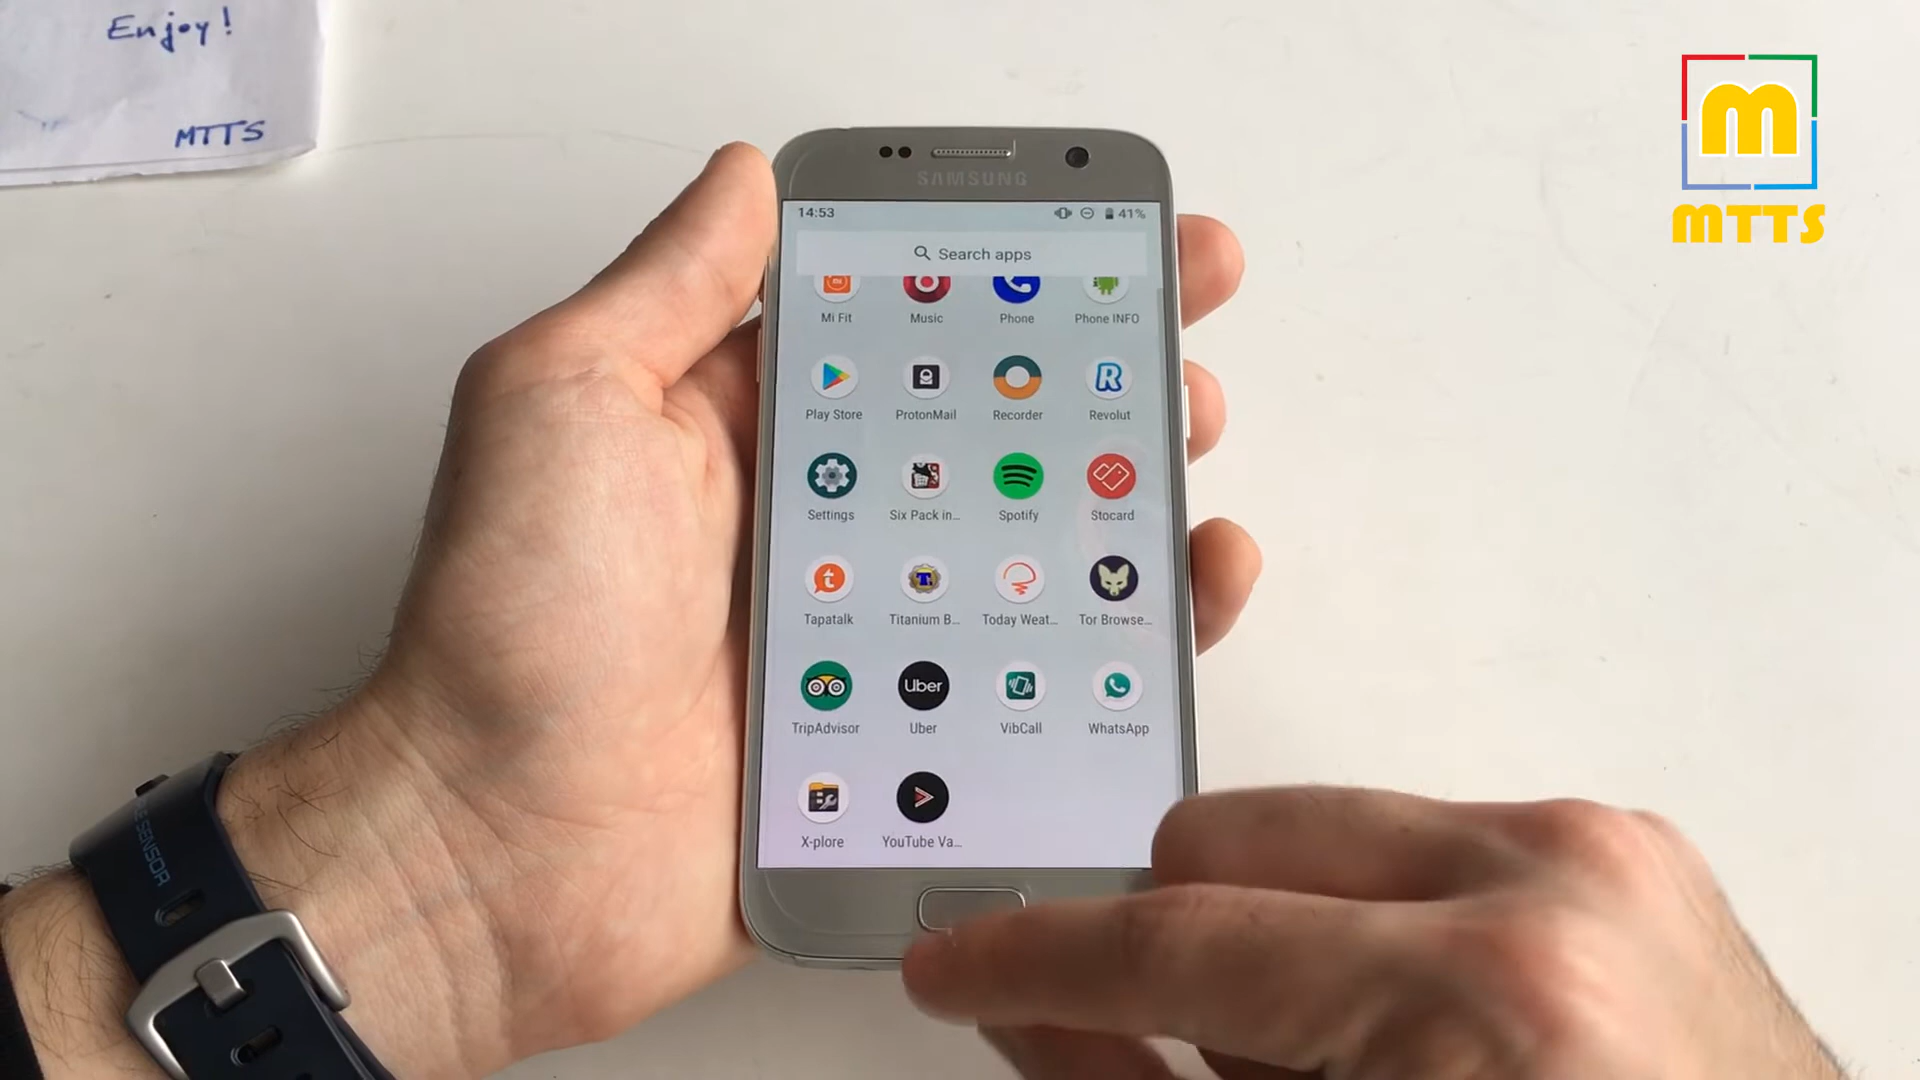 Enjoy!
MTTS
m
MTTS
SAMSUNG
14:53
41%
Search apps
Mi Fit
Music
Phone
Phone INFO
Play Store
ProtonMail
Recorder
Revolut
Settings
Six Pack in...
Spotify
Stocard
Tapatalk
Titanium B...
Today Weat...
Tor Browse...
Uber
TripAdvisor
Uber
VibCall
WhatsApp
X-plore
YouTube Va...
SENSOR